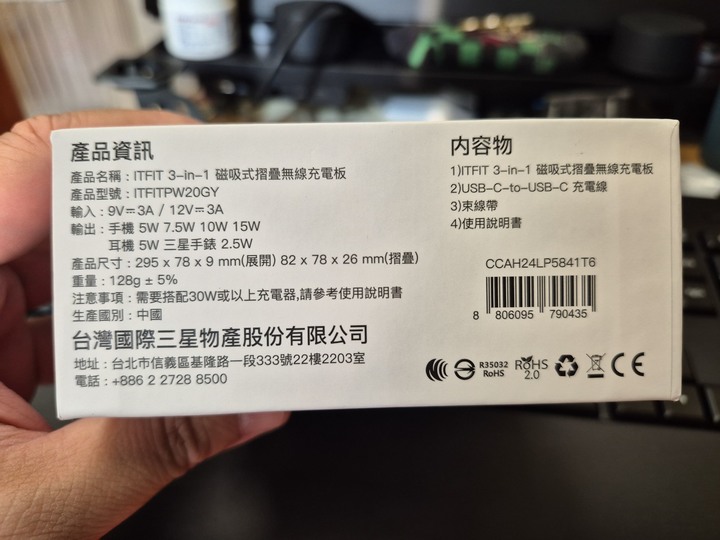 產品資訊
產品名稱：ITFIT 3-in-1 磁吸式摺疊無線充電板
產品型號：ITFITPW20GY
輸入：9V⎓3A / 12V⎓3A
輸出：手機 5W 7.5W 10W 15W
耳機 5W 三星手錶 2.5W
產品尺寸：295 x 78 x 9 mm(展開) 82 x 78 x 26 mm(摺疊)
重量：128g ± 5%
注意事項：需要搭配30W或以上充電器,請參考使用說明書
生產國別：中國
台灣國際三星物產股份有限公司
地址：台北市信義區基隆路一段333號22樓2203室
電話：+886 2 2728 8500
内容物
1)ITFIT 3-in-1 磁吸式摺疊無線充電板
2)USB-C-to-USB-C 充電線
3)束線帶
4)使用說明書
CCAH24LP5841T6
8 806095 790435
R35032
RoHS
RoHS
2.0
CE